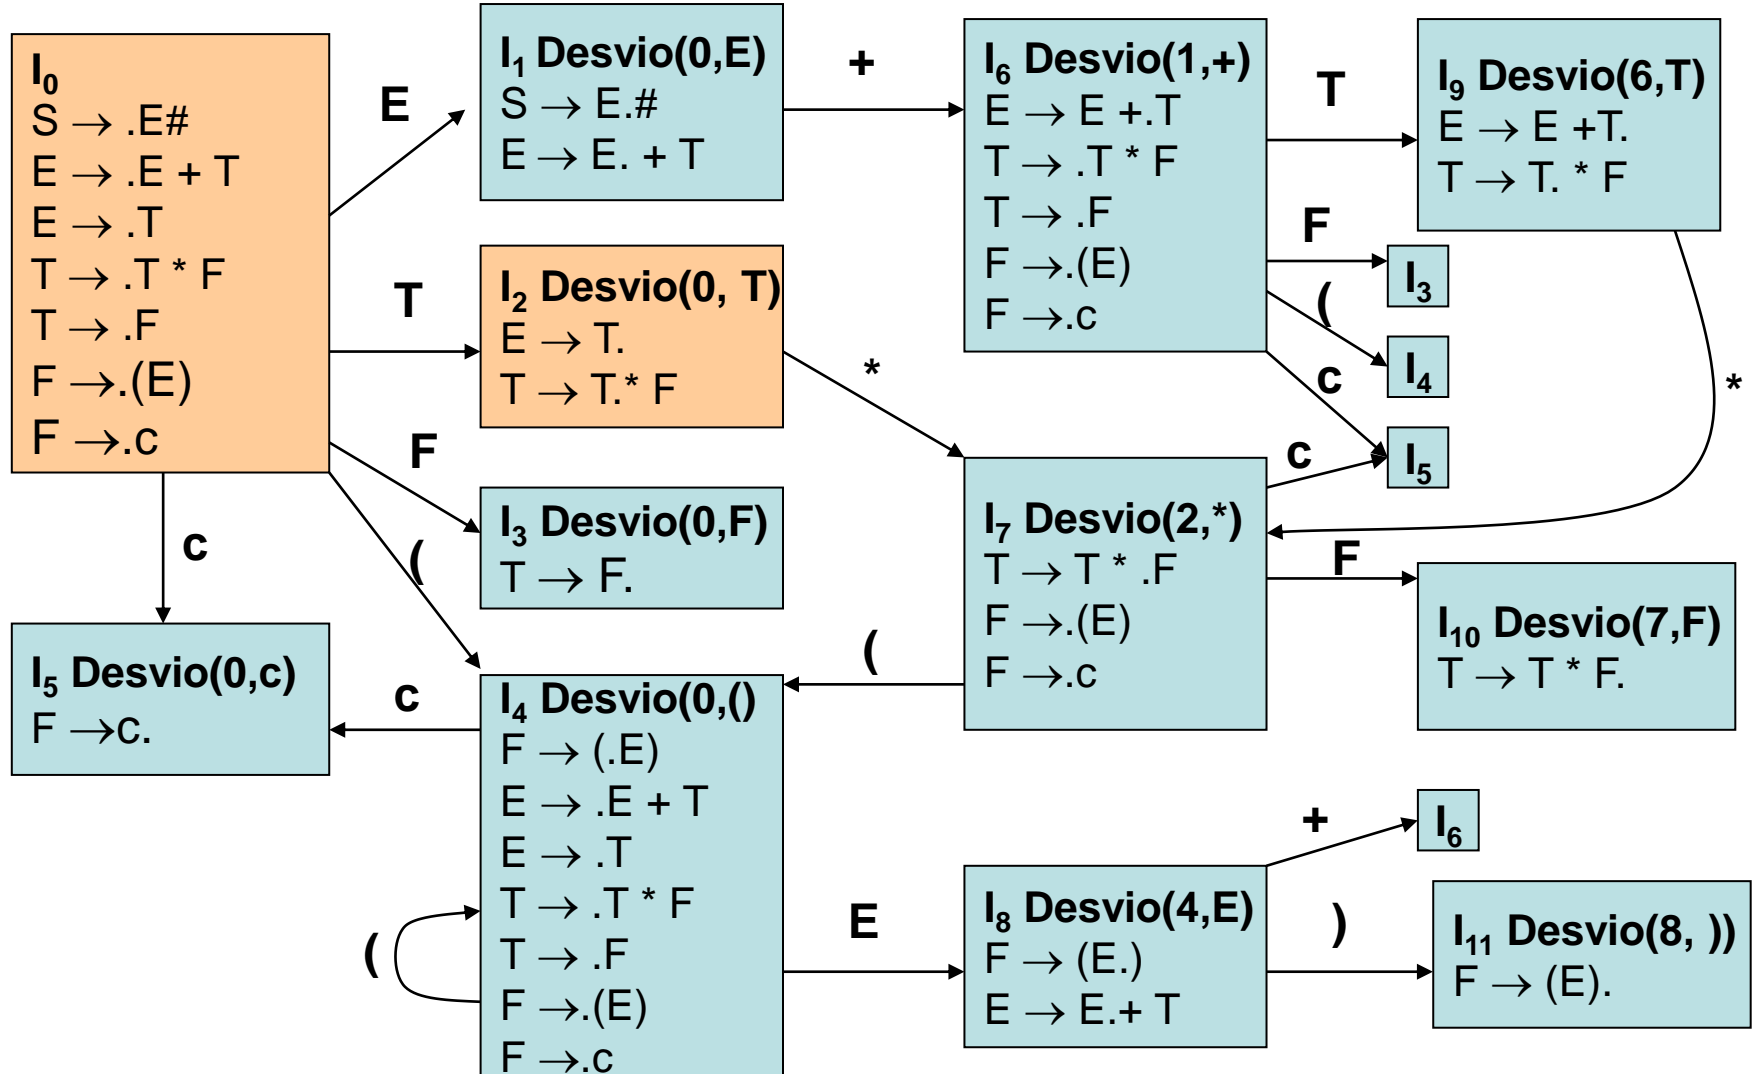 I0
S → .E#
E → .E + T
E → .T
T → .T * F
T → .F
F →.(E)
F →.c
E
T
F
(
c
I1 Desvio(0,E)
S → E.#
E → E. + T
+
I2 Desvio(0, T)
E → T.
T → T.* F
*
I3 Desvio(0,F)
T → F.
I5 Desvio(0,c)
F →c.
c
I4 Desvio(0,()
F → (.E)
E → .E + T
E → .T
T → .T * F
T → .F
F →.(E)
F →.c
(
(
E
I6 Desvio(1,+)
E → E +.T
T → .T * F
T → .F
F →.(E)
F →.c
T
F
(
c
I9 Desvio(6,T)
E → E +T.
T → T. * F
*
I3
I4
I5
I7 Desvio(2,*)
T → T * .F
F →.(E)
F →.c
c
F
I10 Desvio(7,F)
T → T * F.
I8 Desvio(4,E)
F → (E.)
E → E.+ T
+
I6
)
I11 Desvio(8, ))
F → (E).